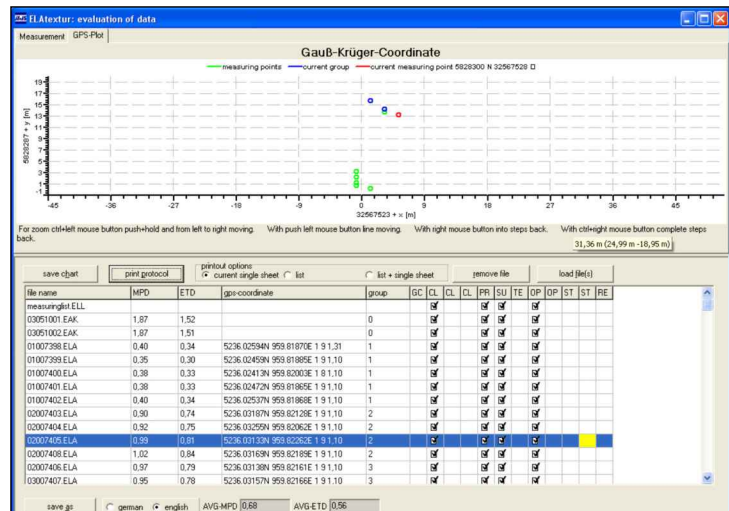 ELAtextur: evaluation of data
Measurement GPS-Plot
Gauß-Krüger-Coordinate
measuring points current group current measuring point 5828300 N 32567528
5828287 + y [m]
19
17
15
13
11
9
7
5
3
1
-1
-45 -36 -27 -18 -9 0 9 18 27 36 45
32567523 + x [m]
For zoom ctrl+left mouse button push+hold and from left to right moving. With push left mouse button line moving. With right mouse button into steps back. With ctrl+right mouse button complete steps
back.
31,36 m (24,99 m -18,95 m)
save chart print protocol printout options current single sheet list list + single sheet remove file load file(s)
file name MPD ETD gps-coordinate group GC CL CL CL PR SU TE OP OP ST ST RE
measuringlist.ELL
03051001.EAK 1,87 1,52 0
03051002.EAK 1,87 1,51 0
01007398.ELA 0,40 0,34 5236.02594N 959.81870E 1 9 1,31 1
01007399.ELA 0,35 0,30 5236.02459N 959.81885E 1 9 1,10 1
01007400.ELA 0,38 0,33 5236.02413N 959.82003E 1 8 1,10 1
01007401.ELA 0,38 0,33 5236.02472N 959.81865E 1 9 1,10 1
01007402.ELA 0,40 0,34 5236.02537N 959.81868E 1 9 1,10 1
02007403.ELA 0,90 0,74 5236.03187N 959.82128E 1 9 1,10 2
02007404.ELA 0,92 0,75 5236.03255N 959.82062E 1 9 1,10 2
02007405.ELA 0,99 0,81 5236.03133N 959.82262E 1 9 1,10 2
02007408.ELA 1,02 0,84 5236.03169N 959.82189E 1 9 1,10 2
02007406.ELA 0,97 0,79 5236.03138N 959.82161E 1 9 1,10 3
03007407.ELA 0,95 0,78 5236.03157N 959.82166E 1 9 1,10 3
save as german english AVG-MPD 0,68 AVG-ETD 0,56